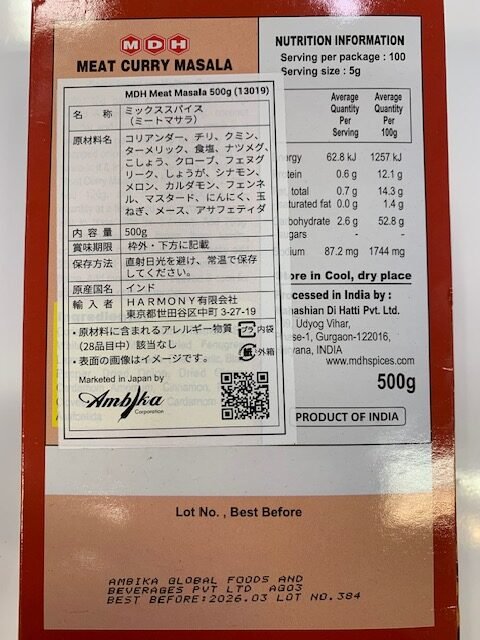 MDH
MEAT CURRY MASALA
NUTRITION INFORMATION
Serving per package : 100
Serving size : 5g
Average Quantity Per Serving
Average Quantity Per 100g
62.8 kJ 1257 kJ
0.6 g 12.1 g
total 0.7 g 14.3 g
0.0 g 1.4 g
2.6 g 52.8 g
- -
87.2 mg 1744 mg
in Cool, dry place
in India by :
Di Hatti Pvt. Ltd.
Udyog Vihar,
Gurgaon-122016,
INDIA
www.mdhspices.com
500g
PRODUCT OF INDIA
MDH Meat Masala 500g (13019)
名 称 ミックススパイス
(ミートマサラ)
原材料名 コリアンダー、チリ、クミン、
ターメリック、食塩、ナツメグ、
こしょう、クローブ、フェヌグ
リーク、しょうが、シナモン、
メロン、カルダモン、フェンネ
ル、マスタード、にんにく、玉
ねぎ、メース、アサフェティダ
内 容 量 500g
賞味期限 枠外・下方に記載
保存方法 直射日光を避け、常温で保存
してください。
原産国名 インド
輸 入 者 HARMONY有限会社
東京都世田谷区中町 3-27-19
・原材料に含まれるアレルギー物質
(28品目中) 該当なし
・表面の画像はイメージです。
プラ 内袋
紙 外箱
Marketed in Japan by
Ambika
Corporation
Lot No. , Best Before
AMBIKA GLOBAL FOODS AND
BEVERAGES PVT LTD AG03
BEST BEFORE:2026.03 LOT NO.384